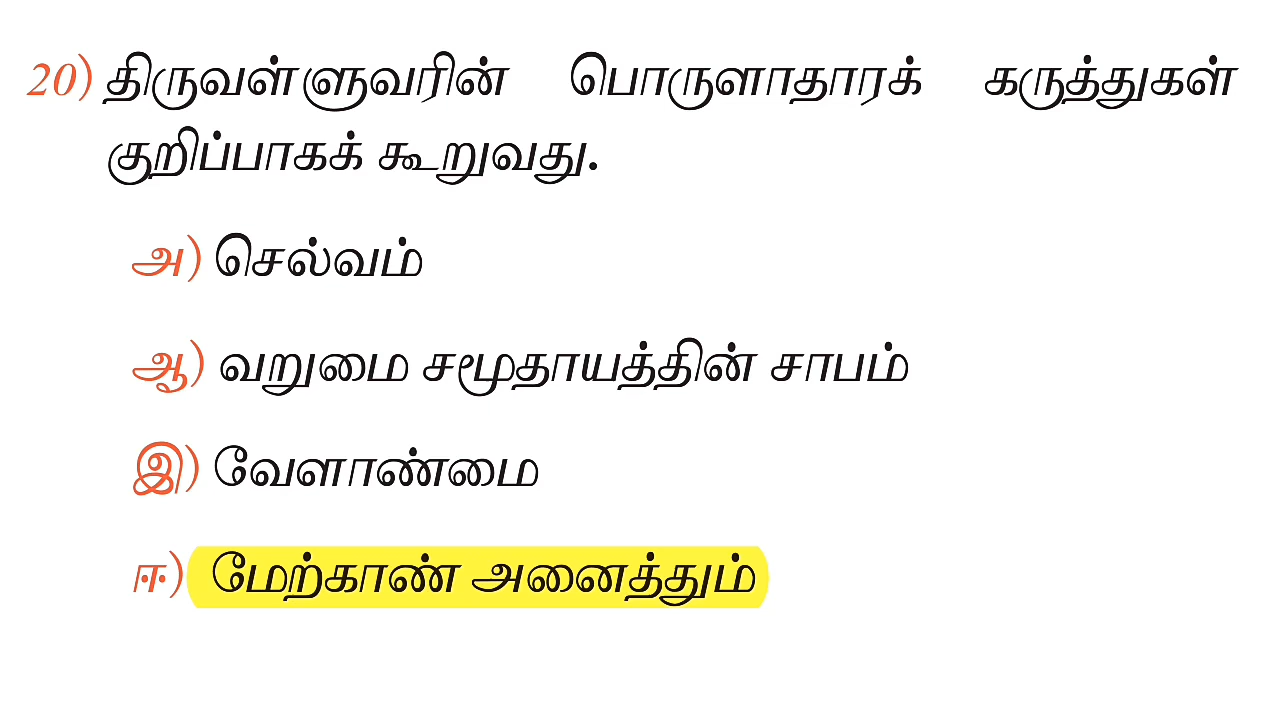 20) திருவள்ளுவரின் பொருளாதாரக் கருத்துகள்
குறிப்பாகக் கூறுவது.
அ) செல்வம்
ஆ) வறுமை சமூதாயத்தின் சாபம்
இ) வேளாண்மை
ஈ) மேற்காண் அனைத்தும்